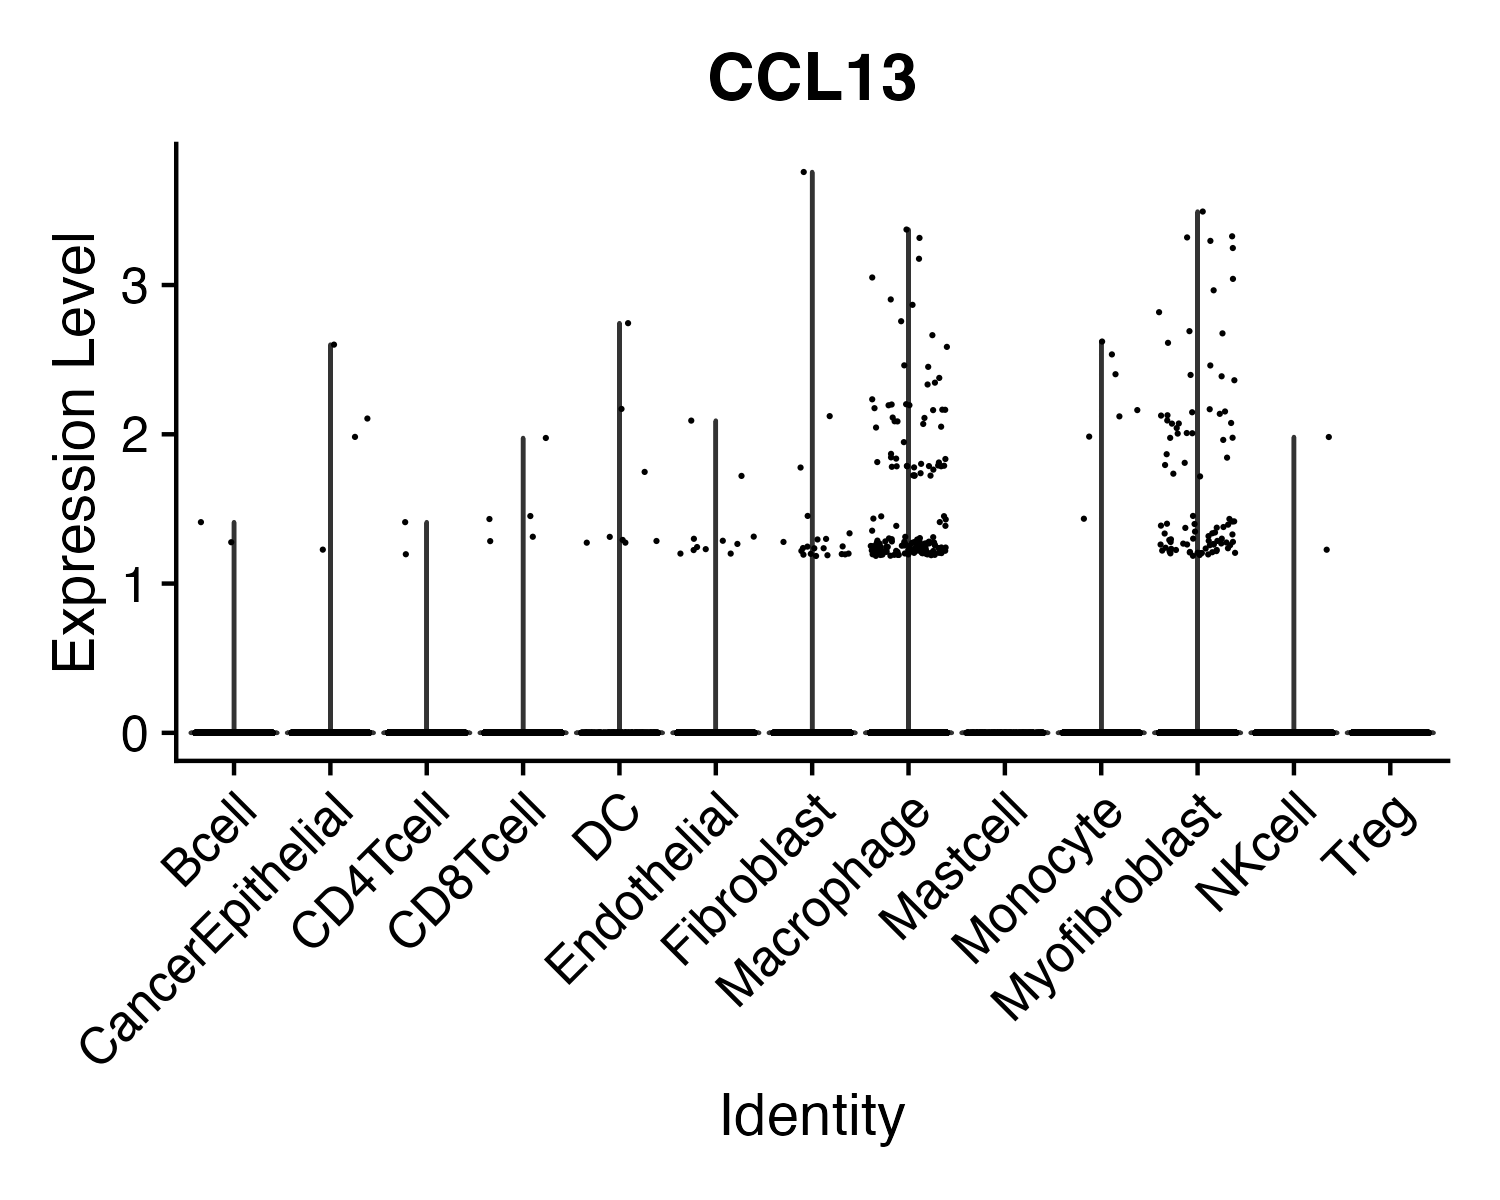 CCL13
Expression Level
3
2
1
0
Bcell
CancerEpithelial
CD4Tcell
CD8Tcell
DC
Endothelial
Fibroblast
Macrophage
Mastcell
Monocyte
Myofibroblast
NKcell
Treg
Identity